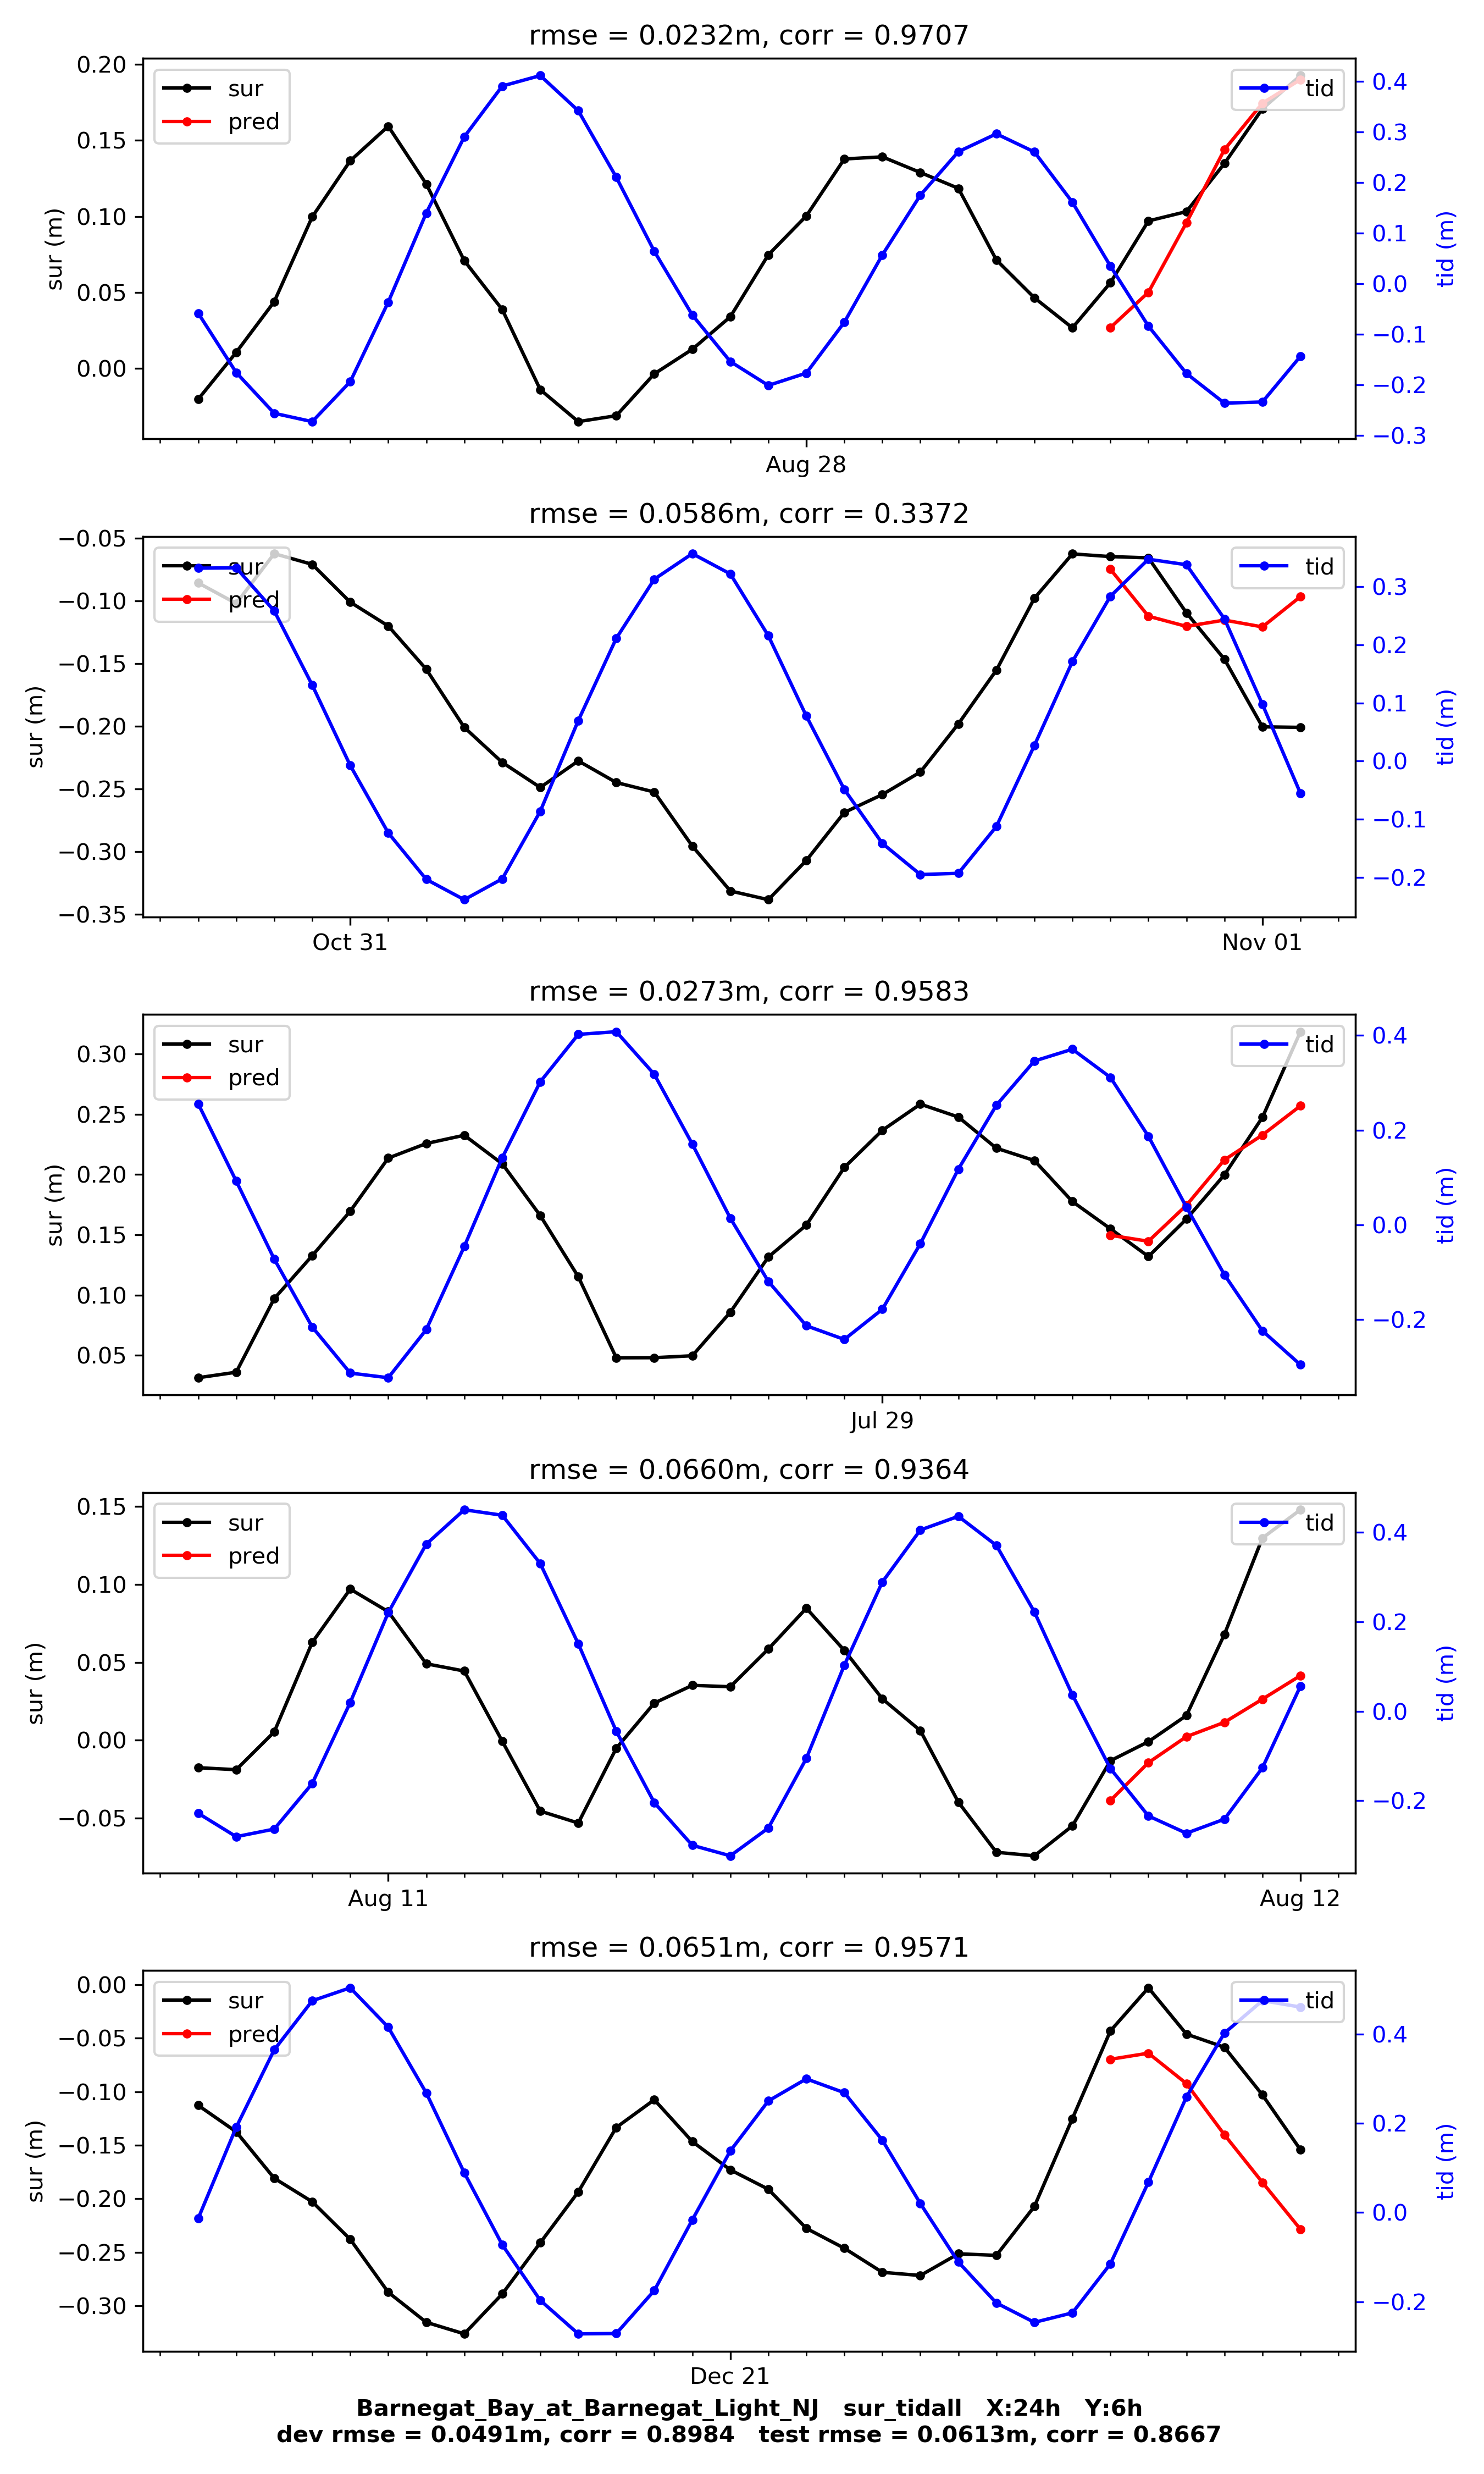 rmse = 0.0232m, corr = 0.9707
sur
pred
tid
0.20
0.15
0.10
0.05
0.00
sur (m)
0.4
0.3
0.2
0.1
0.0
−0.1
−0.2
−0.3
tid (m)
Aug 28
rmse = 0.0586m, corr = 0.3372
sur
pred
tid
−0.05
−0.10
−0.15
−0.20
−0.25
−0.30
−0.35
sur (m)
0.3
0.2
0.1
0.0
−0.1
−0.2
tid (m)
Oct 31 Nov 01
rmse = 0.0273m, corr = 0.9583
sur
pred
tid
0.30
0.25
0.20
0.15
0.10
0.05
sur (m)
0.4
0.2
0.0
−0.2
tid (m)
Jul 29
rmse = 0.0660m, corr = 0.9364
sur
pred
tid
0.15
0.10
0.05
0.00
−0.05
sur (m)
0.4
0.2
0.0
−0.2
tid (m)
Aug 11 Aug 12
rmse = 0.0651m, corr = 0.9571
sur
pred
tid
0.00
−0.05
−0.10
−0.15
−0.20
−0.25
−0.30
sur (m)
0.4
0.2
0.0
−0.2
tid (m)
Dec 21
Barnegat_Bay_at_Barnegat_Light_NJ sur_tidall X:24h Y:6h
dev rmse = 0.0491m, corr = 0.8984 test rmse = 0.0613m, corr = 0.8667